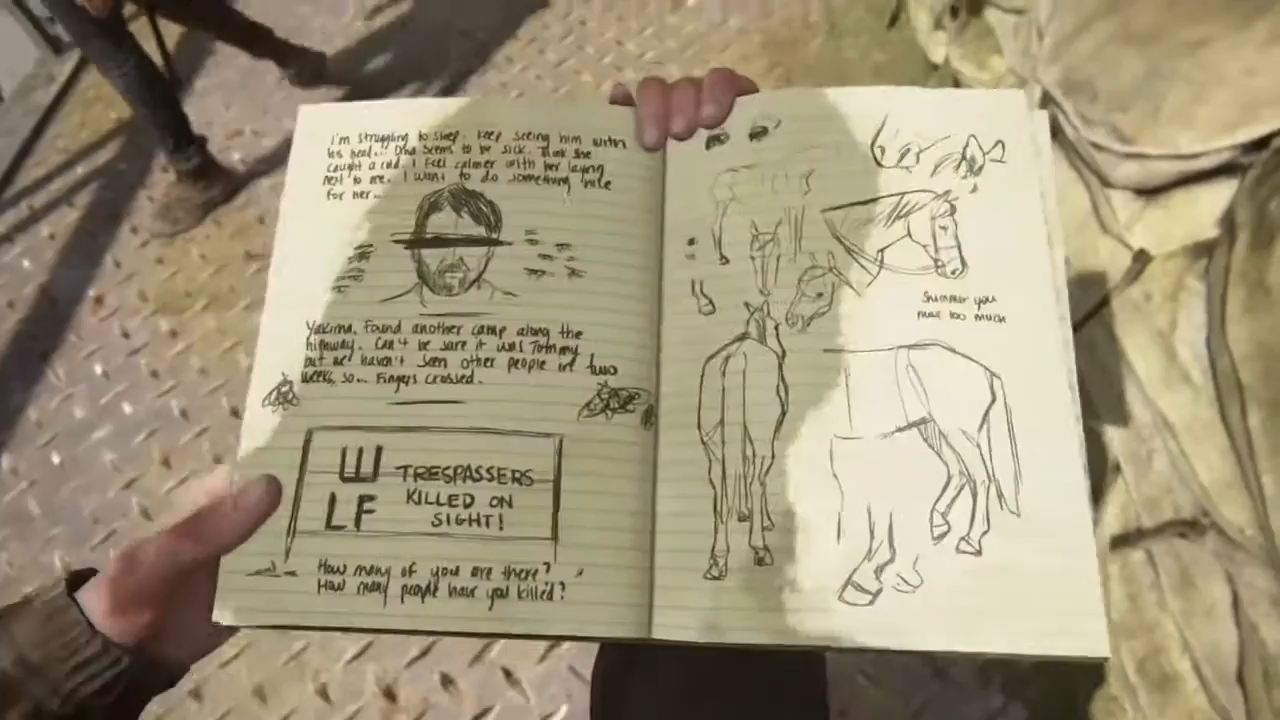 I'm struggling to sleep. Keep seeing him with
his head... Dina seems to be sick. Think she
caught a cold. I feel calmer with her laying
next to me. I want to do something nice
for her...
Yakima. Found another camp along the
highway. Can't be sure it was Tommy
but we haven't seen other people in two
weeks, so... Fingers crossed.
W
LF
TRESPASSERS
KILLED ON
SIGHT!
How many of you are there?
How many people have you killed?
Shimmer you
move too much